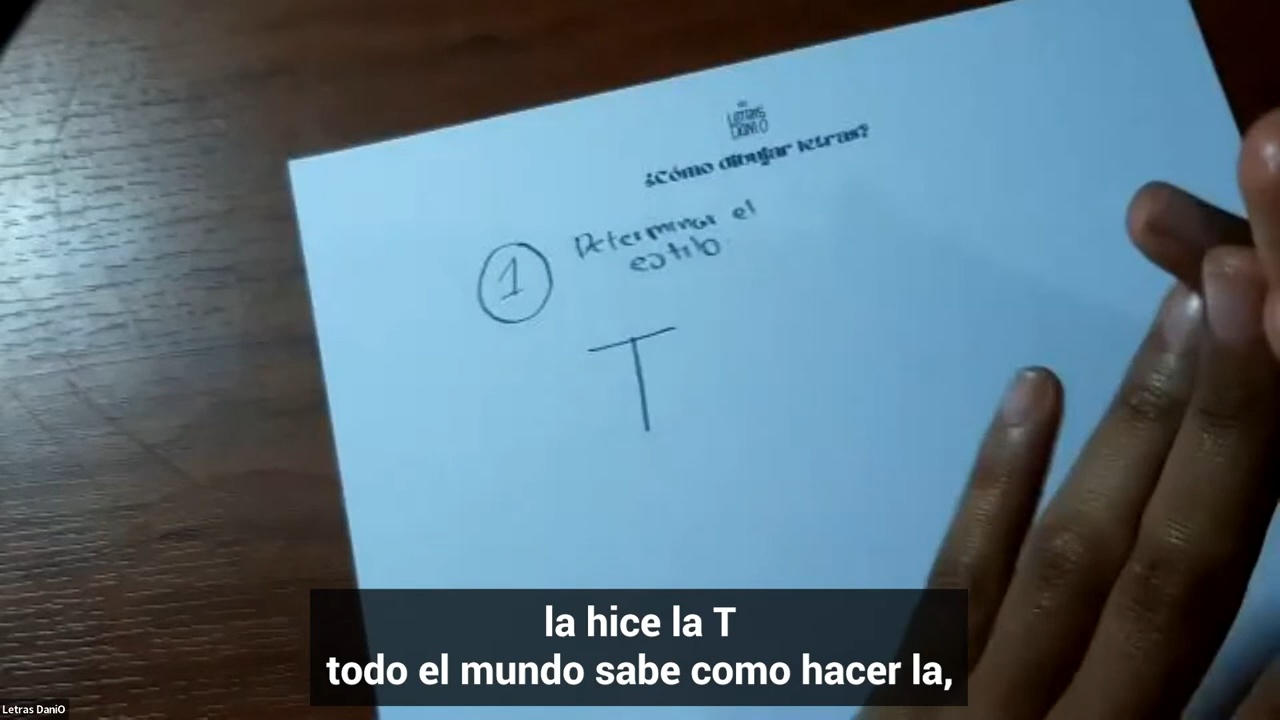 LETRAS
DANIO
¿Cómo dibujar letras?
1
Determinar el
estilo
T
la hice la T
todo el mundo sabe como hacer la,
Letras DaniO